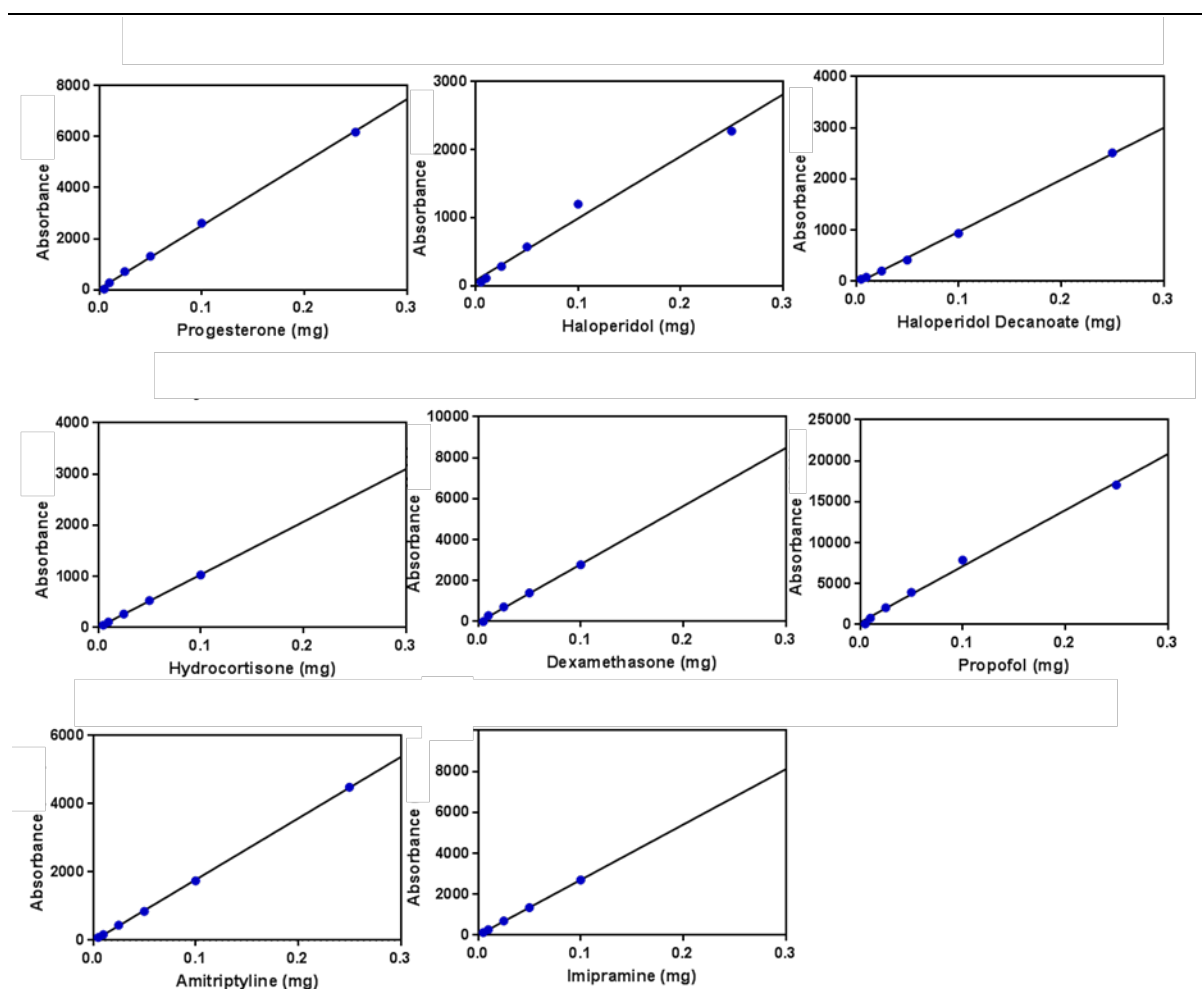 8000
6000
4000
2000
0
0.0 0.1 0.2 0.3
Absorbance
Progesterone (mg)
3000
2000
1000
0
0.0 0.1 0.2 0.3
Absorbance
Haloperidol (mg)
4000
3000
2000
1000
0
0.0 0.1 0.2 0.3
Absorbance
Haloperidol Decanoate (mg)
4000
3000
2000
1000
0
0.0 0.1 0.2 0.3
Absorbance
Hydrocortisone (mg)
10000
8000
6000
4000
2000
0
0.0 0.1 0.2 0.3
Absorbance
Dexamethasone (mg)
25000
20000
15000
10000
5000
0
0.0 0.1 0.2 0.3
Absorbance
Propofol (mg)
6000
4000
2000
0
0.0 0.1 0.2 0.3
Absorbance
Amitriptyline (mg)
8000
6000
4000
2000
0
0.0 0.1 0.2 0.3
Absorbance
Imipramine (mg)